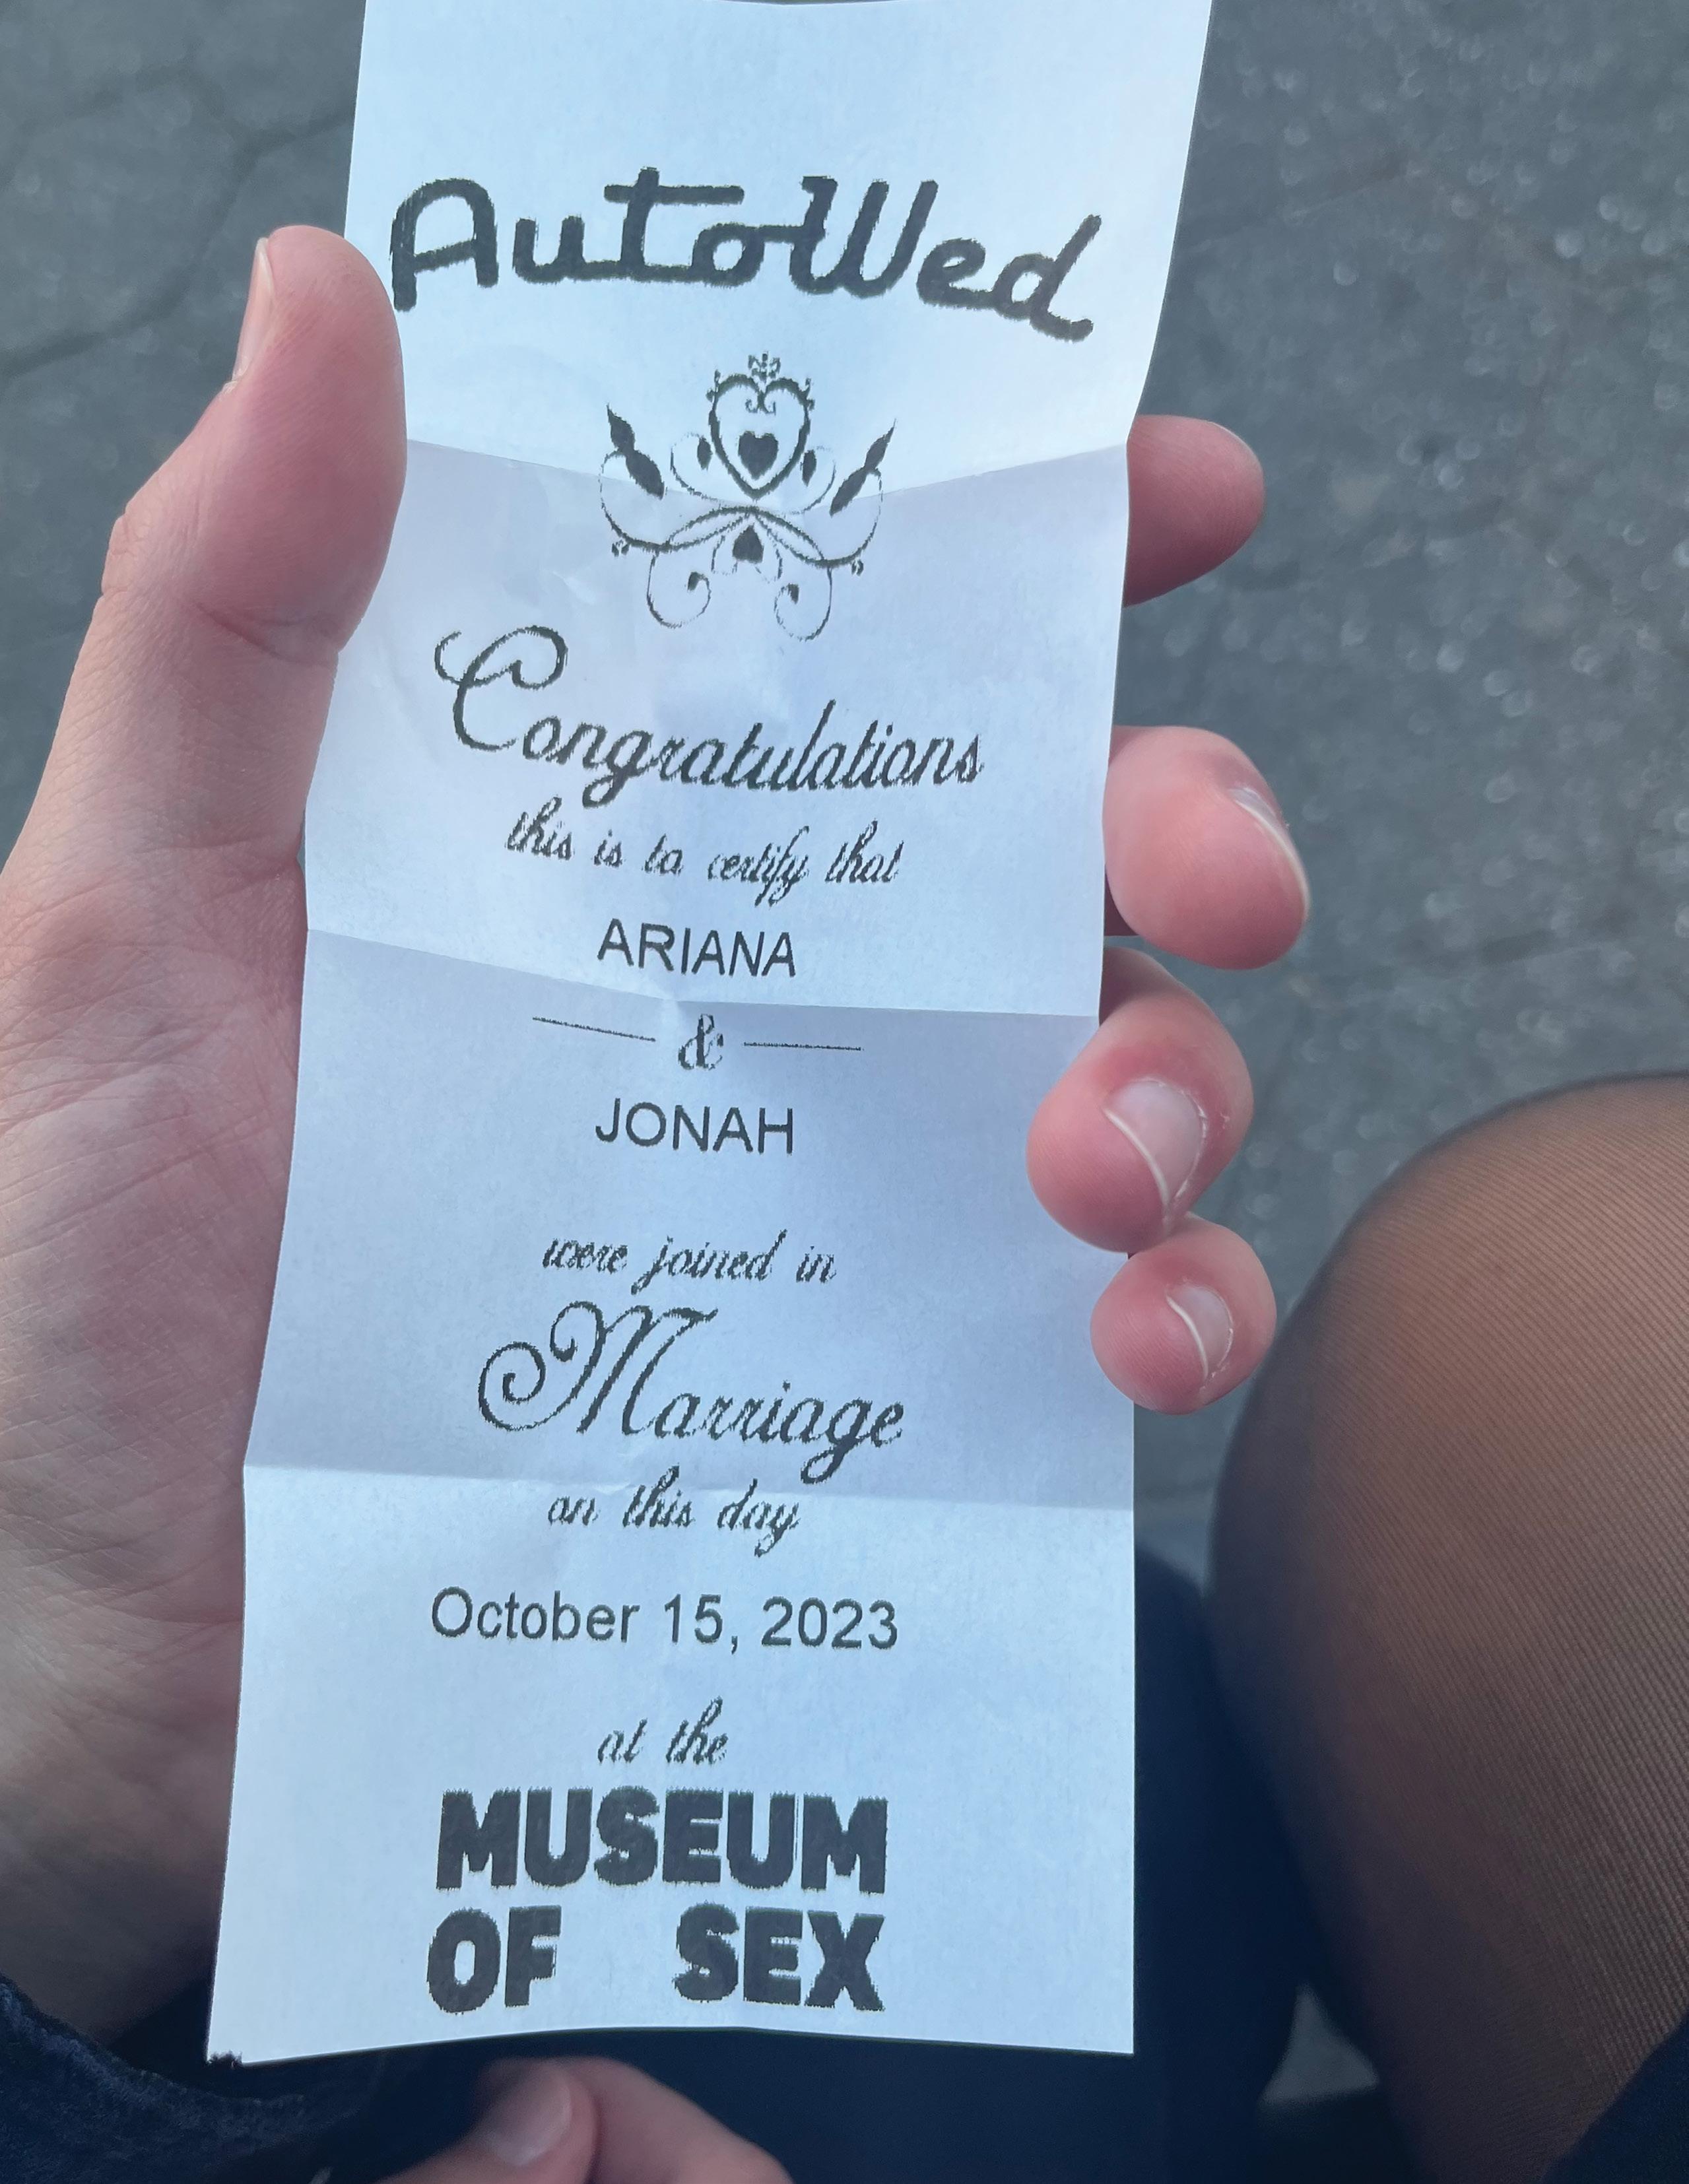 AutoWed
Congratulations
this is to certify that
ARIANA
&
JONAH
were joined in
Marriage
on this day
October 15, 2023
at the
MUSEUM
OF SEX